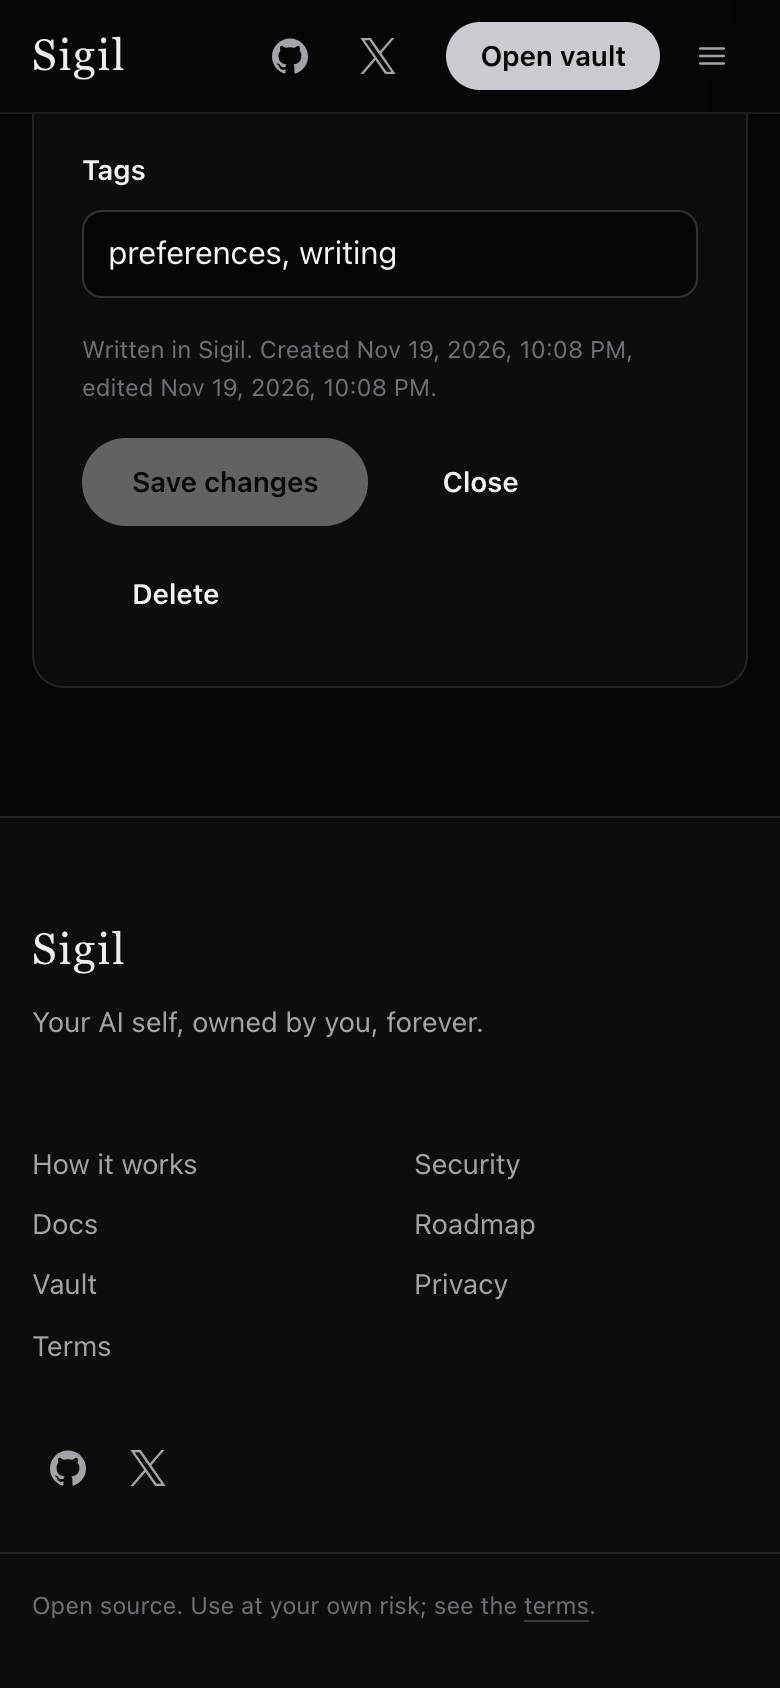 Sigil
Open vault
Tags
preferences, writing
Written in Sigil. Created Nov 19, 2026, 10:08 PM,
edited Nov 19, 2026, 10:08 PM.
Save changes
Close
Delete
Sigil
Your AI self, owned by you, forever.
How it works
Security
Docs
Roadmap
Vault
Privacy
Terms
Open source. Use at your own risk; see the terms.